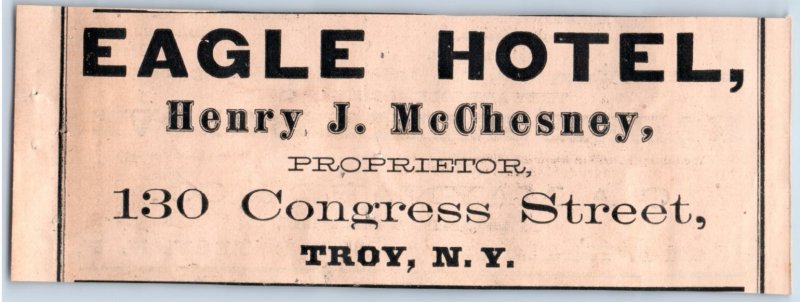 EAGLE HOTEL,
Henry J. McChesney,
PROPRIETOR,
130 Congress Street,
TROY, N.Y.